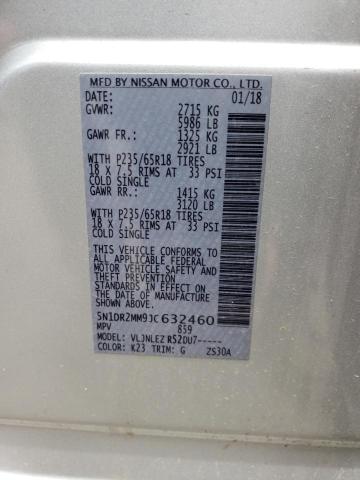 MFD BY NISSAN MOTOR CO., LTD.
DATE: 01/18
GVWR: 2715 KG
5986 LB
GAWR FR.: 1325 KG
2921 LB
WITH P235/65R18 TIRES
18 X 7.5 RIMS AT 33 PSI
COLD SINGLE
GAWR RR.: 1415 KG
3120 LB
WITH P235/65R18 TIRES
18 X 7.5 RIMS AT 33 PSI
COLD SINGLE
THIS VEHICLE CONFORMS TO
ALL APPLICABLE FEDERAL
MOTOR VEHICLE SAFETY
STANDARDS AND THEFT
PREVENTION STANDARDS
IN EFFECT ON THE DATE
OF MANUFACTURE
SHOWN ABOVE.
5N1DR2MM9JC632460
MPV 859
MODEL: VLJNLEZ RS2DU7-----
COLOR: K23 TRIM: G ZS30A